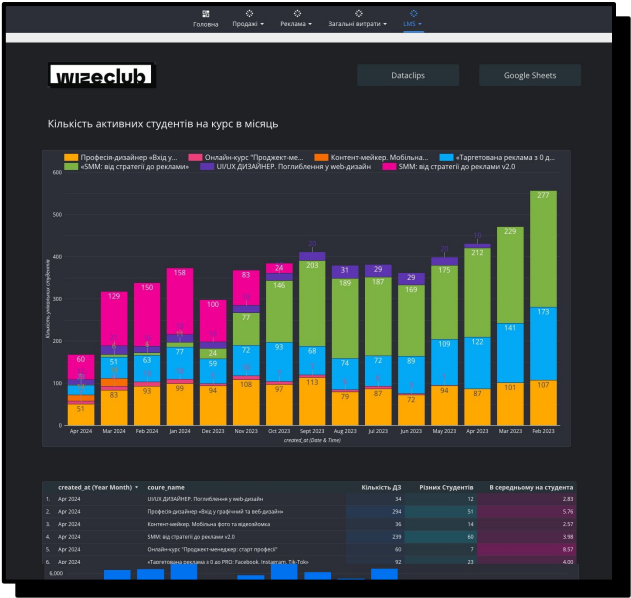 Головна Продажі Реклама Загальні витрати LMS
wizeclub
Dataclips Google Sheets
Кількість активних студентів на курс в місяць
Професія-дизайнер «Вхід у... Онлайн-курс "Проджект-ме... Контент-мейкер. Мобільна... «Таргетована реклама з 0 д...
«SMM: від стратегії до реклами» UI/UX ДИЗАЙНЕР. Поглиблення у web-дизайн SMM: від стратегії до реклами v2.0
600
500
400
300
200
100
0
Кількість унікальних студентів
60 51
129 51 83
150 63 93
158 77 99
100 24 59 94
83 77 72 108
24 146 93 97
203 68 113
31 189 74 79
29 187 72 87
29 169 89 72
175 109 94
212 122 87
229 141 101
277 173 107
Apr 2024 Mar 2024 Feb 2024 Jan 2024 Dec 2023 Nov 2023 Oct 2023 Sept 2023 Aug 2023 Jul 2023 Jun 2023 May 2023 Apr 2023 Mar 2023 Feb 2023
created_at (Date & Time)
created_at (Year Month) coure_name Кількість ДЗ Різних Студентів В середньому на студента
1. Apr 2024 UI/UX ДИЗАЙНЕР. Поглиблення у web-дизайн 34 12 2.83
2. Apr 2024 Професія-дизайнер «Вхід у графічний та веб-дизайн» 294 51 5.76
3. Apr 2024 Контент-мейкер. Мобільна фото та відеозйомка 36 14 2.57
4. Apr 2024 SMM: від стратегії до реклами v2.0 239 60 3.98
5. Apr 2024 Онлайн-курс "Проджект-менеджер: старт професії" 60 7 8.57
6. Apr 2024 «Таргетована реклама з 0 до PRO: Facebook, Instagram, Tik-Tok» 92 23 4.00
6,000